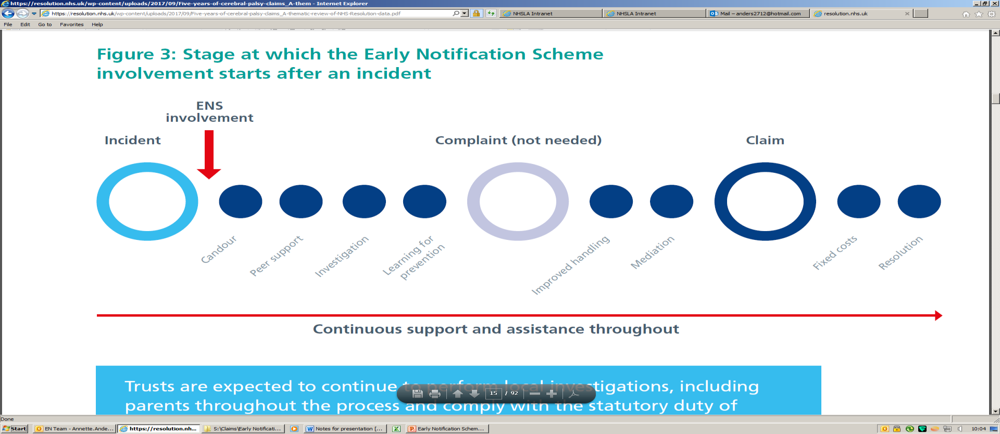 https://resolution.nhs.uk/wp-content/uploads/2017/09/Five-years-of-cerebral-palsy-claims_A-them - Internet Explorer
https://resolution.nhs.uk/wp-content/uploads/2017/09/Five-years-of-cerebral-palsy-claims_A-thematic-review-of-NHS-Resolution-data.pdf
NHSLA Intranet
NHSLA Intranet
Mail – anders2712@hotmail.com
resolution.nhs.uk
File Edit Go to Favorites Help
Figure 3: Stage at which the Early Notification Scheme
involvement starts after an incident
ENS
involvement
Incident
Complaint (not needed)
Claim
Candour
Peer support
Investigation
Learning for
prevention
Improved handling
Mediation
Fixed costs
Resolution
Continuous support and assistance throughout
Trusts are expected to continue to perform local investigations, including
parents throughout the process and comply with the statutory duty of
15 / 92
Done
Start
EN Team - Annette.Ande...
https://resolution.nh...
S:\Claims\Early Notificati...
Notes for presentation [...
Early Notification Schem...
10:04